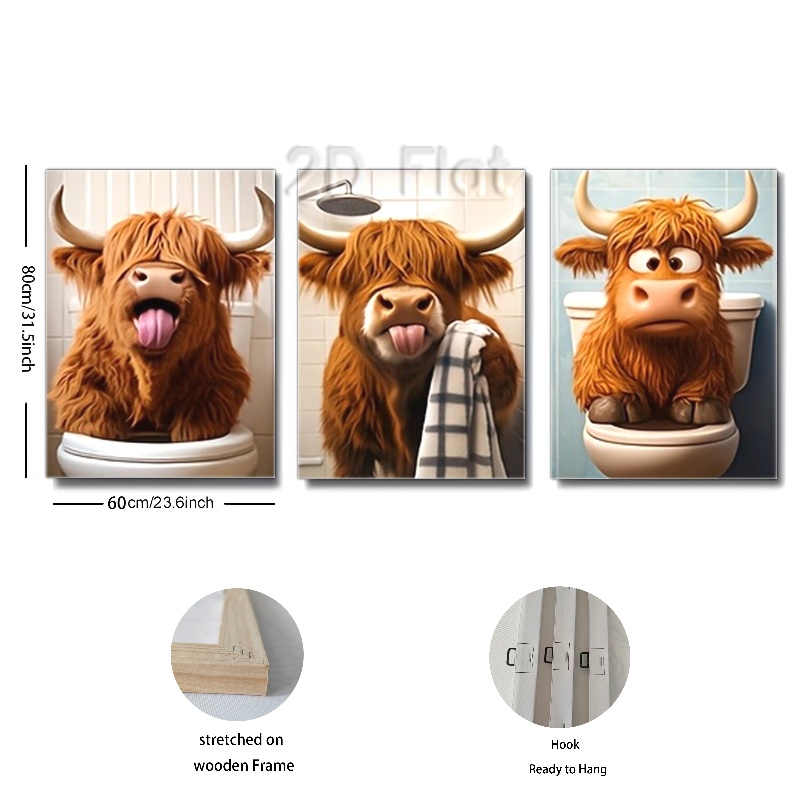 2D Flat
80cm/31.5inch
60cm/23.6inch
stretched on
wooden Frame
Hook
Ready to Hang